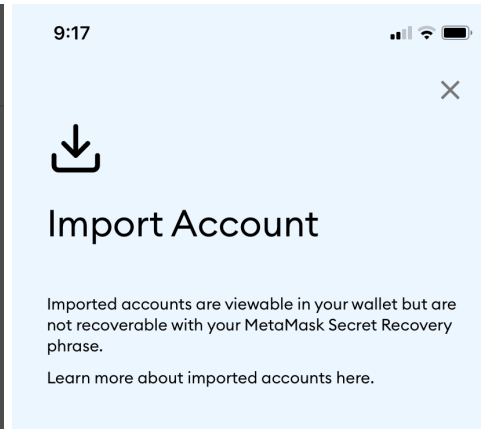 9:17
Import Account
Imported accounts are viewable in your wallet but are
not recoverable with your MetaMask Secret Recovery
phrase.
Learn more about imported accounts here.